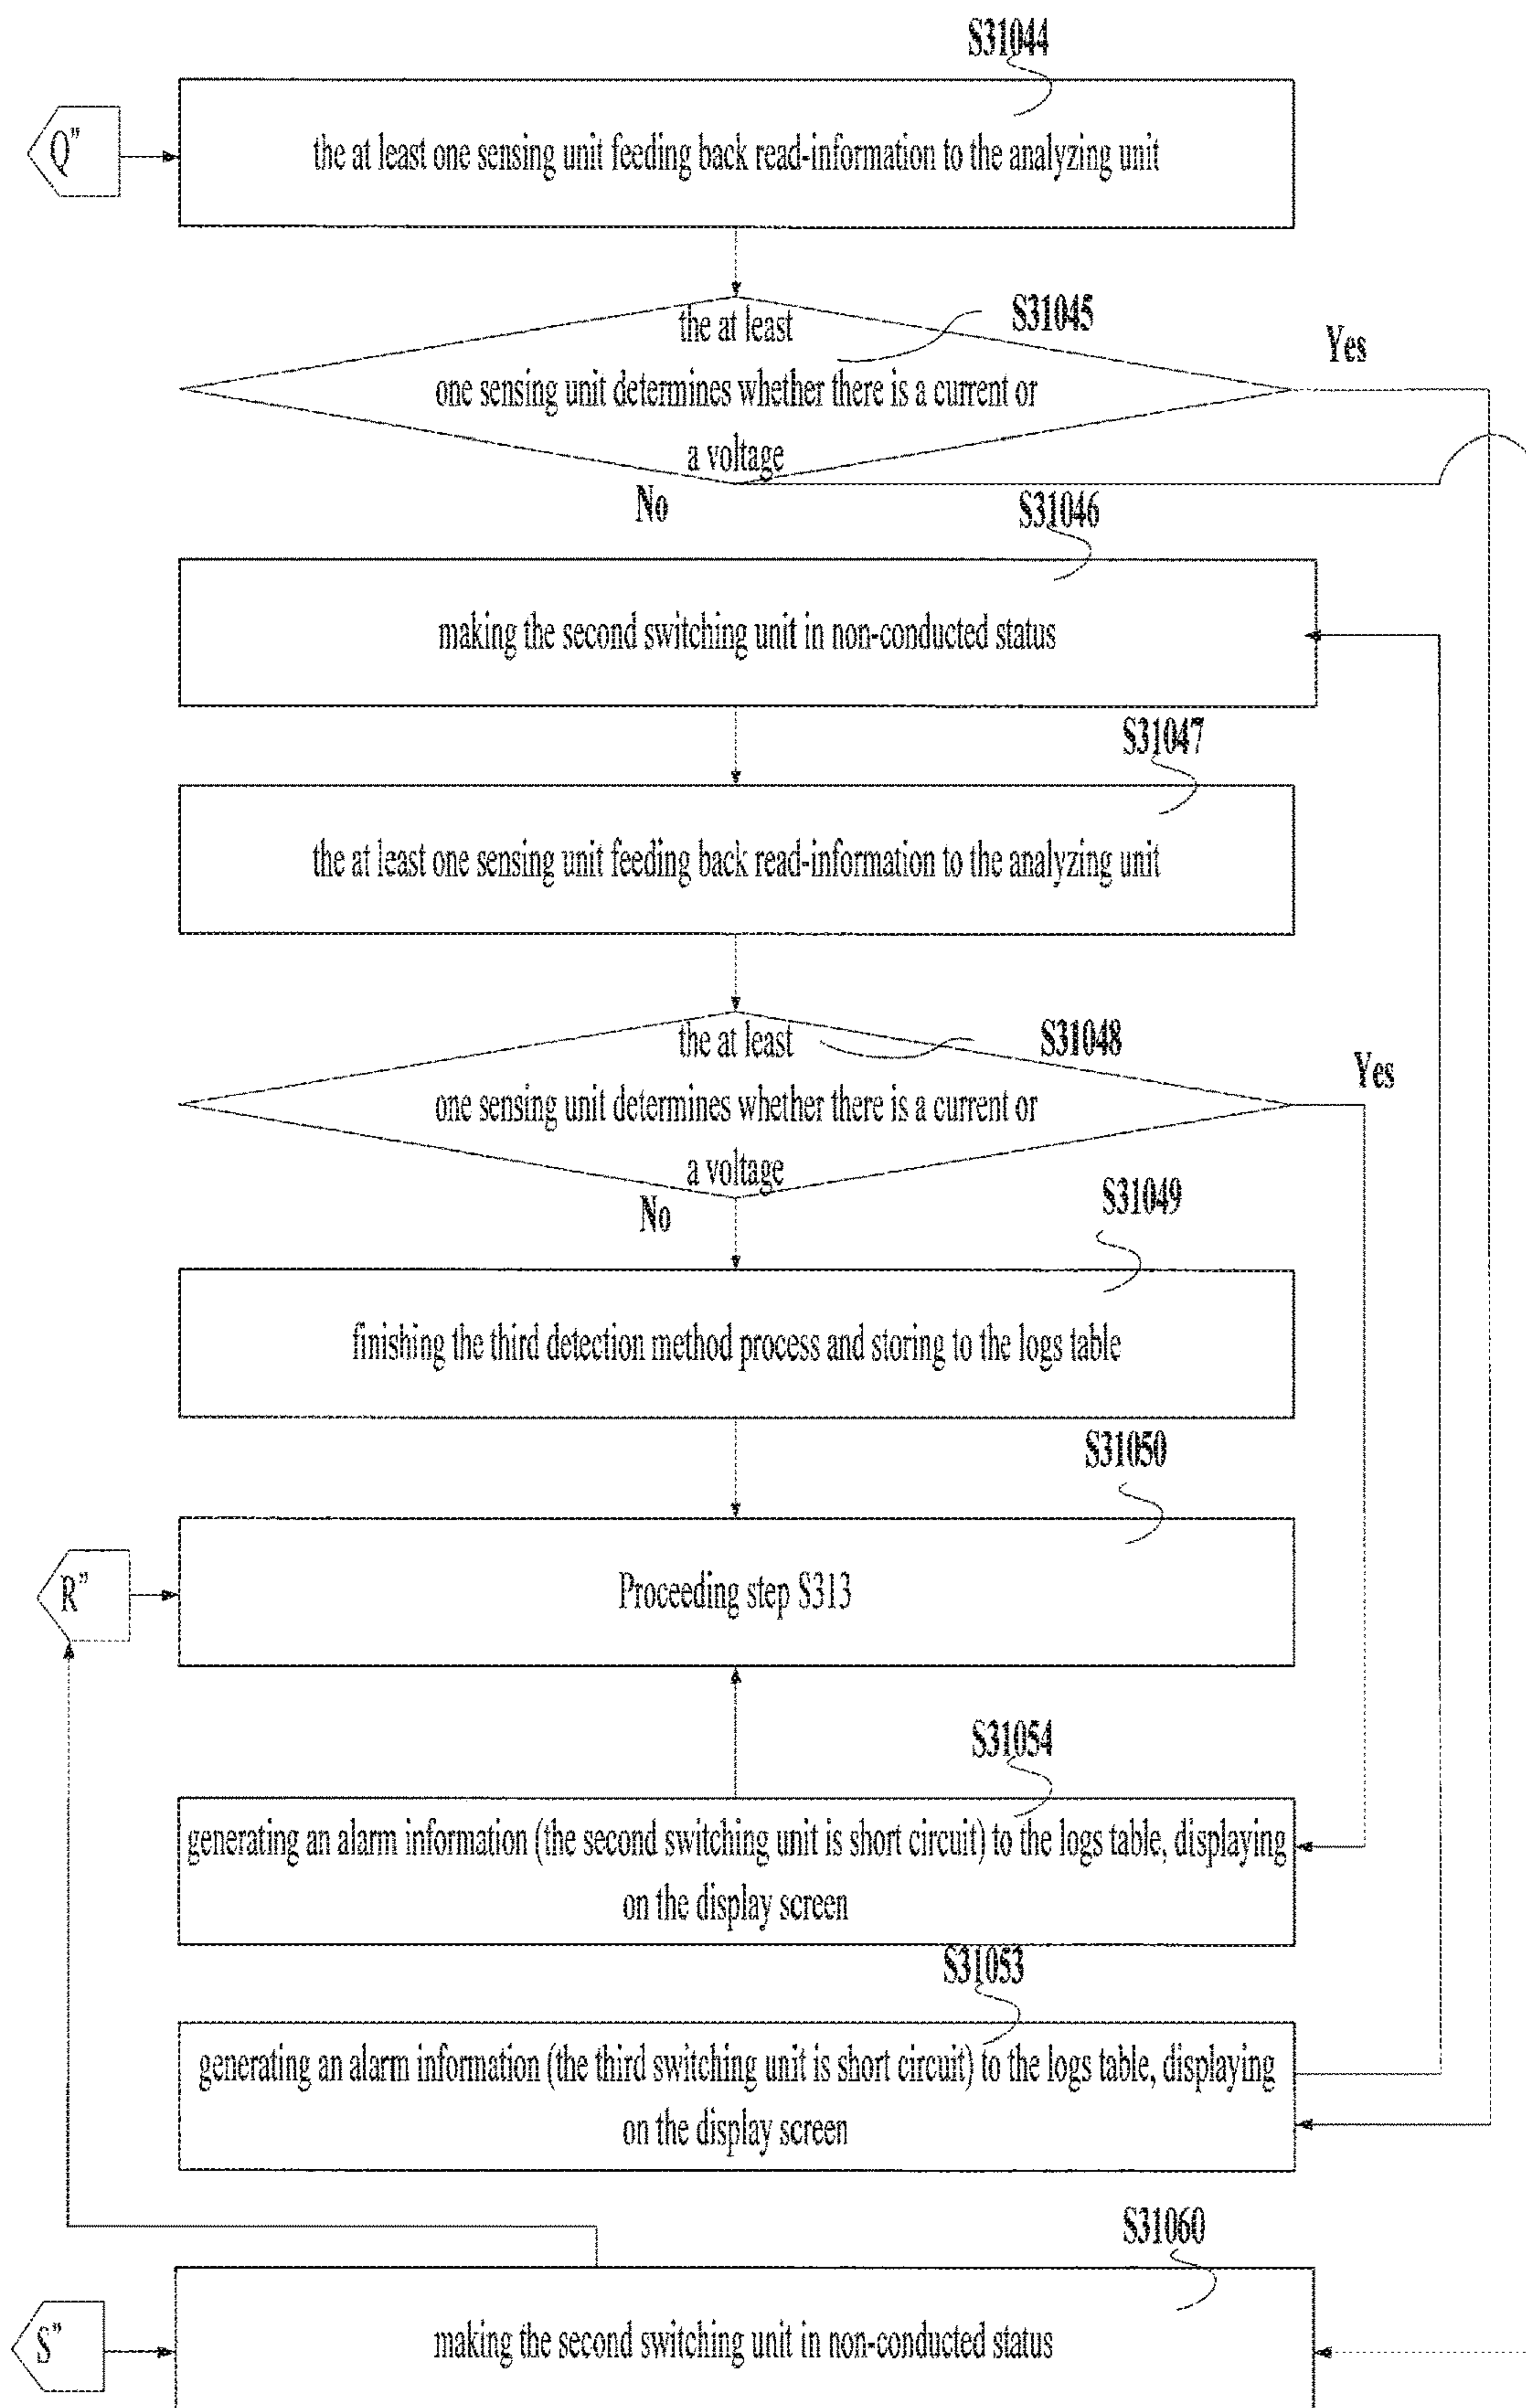 S31044
Q"
the at least one sensing unit feeding back read-information to the analyzing unit
the at least
S31045
Yes
one sensing unit determines whether there is a current or
a voltage
No
S31046
making the second switching unit in non-conducted status
S31047
the at least one sensing unit feeding back read-information to the analyzing unit
the at least
S31048
Yes
one sensing unit determines whether there is a current or
a voltage
No
S31049
finishing the third detection method process and storing to the logs table
S31050
R"
Proceeding step S313
S31054
generating an alarm information (the second switching unit is short circuit) to the logs table, displaying
on the display screen
S31053
generating an alarm information (the third switching unit is short circuit) to the logs table, displaying
on the display screen
S31060
S"
making the second switching unit in non-conducted status